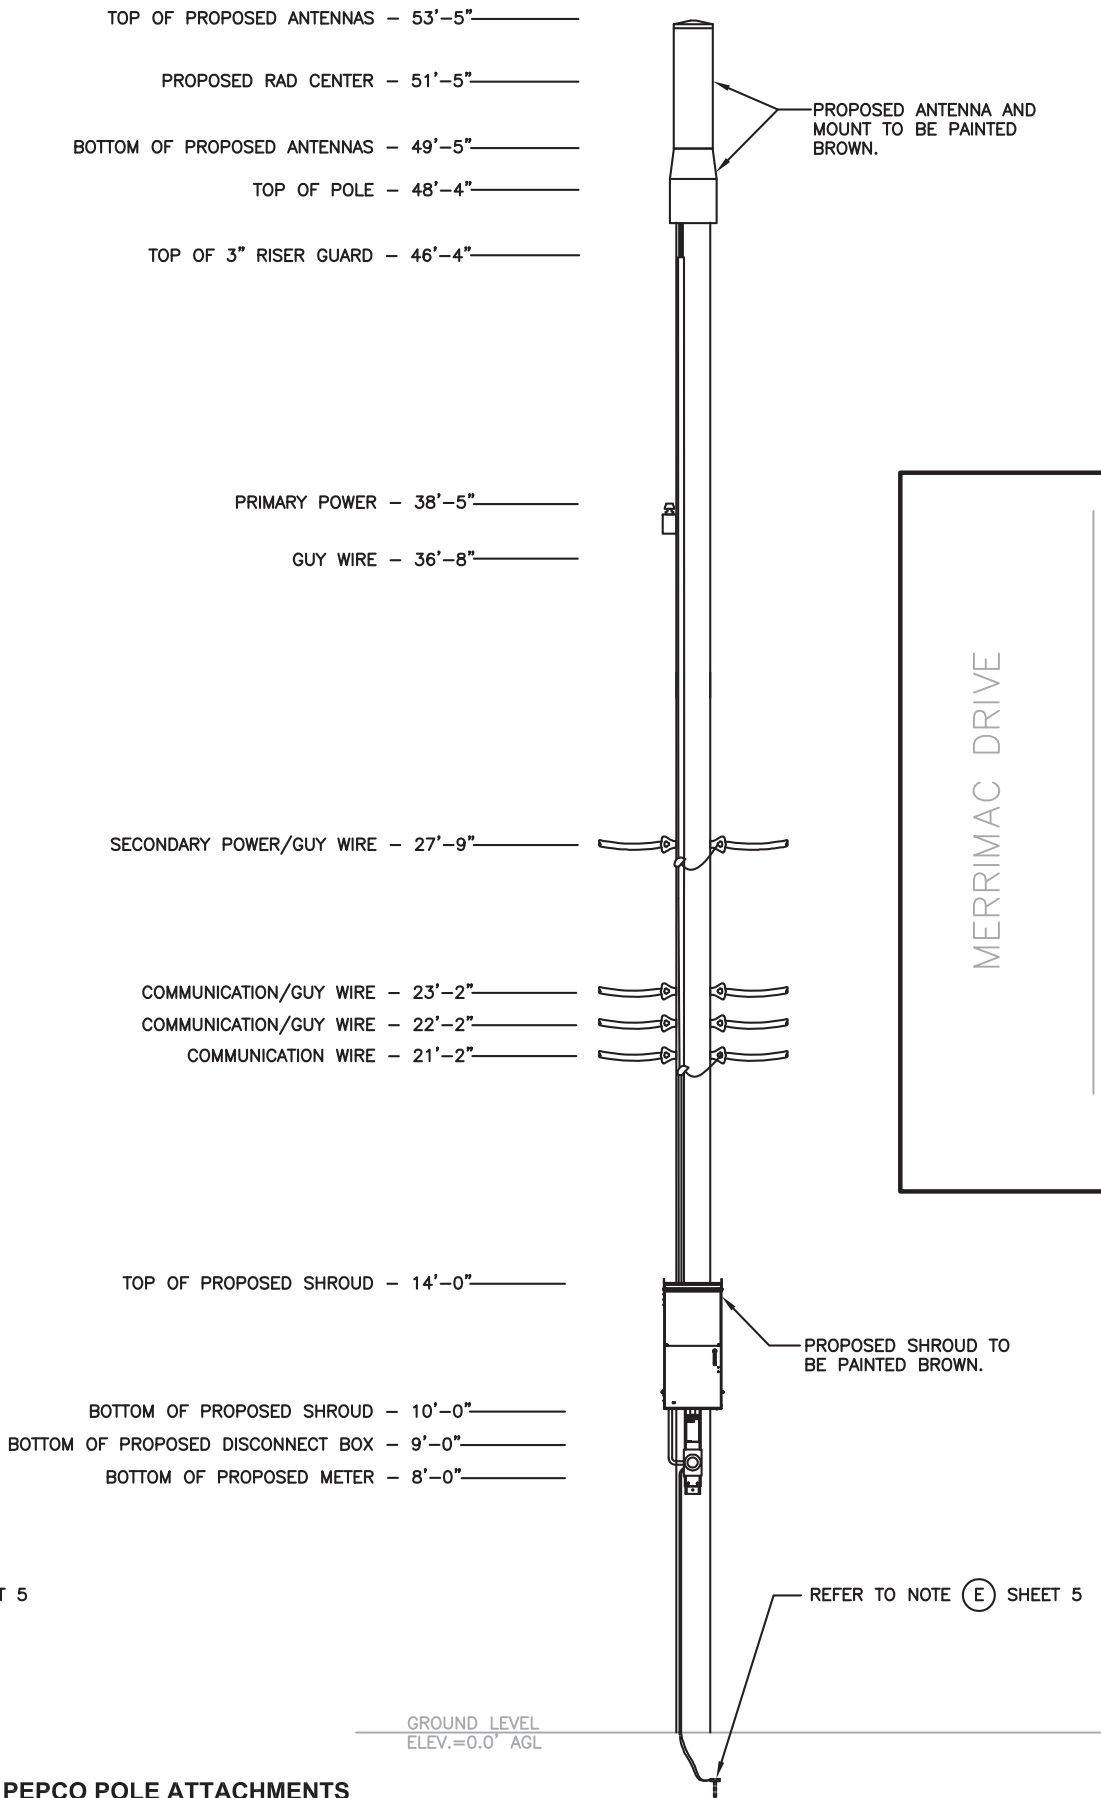 TOP OF PROPOSED ANTENNAS – 53'–5"
PROPOSED RAD CENTER – 51'–5"
PROPOSED ANTENNA AND
MOUNT TO BE PAINTED
BROWN.
BOTTOM OF PROPOSED ANTENNAS – 49'–5"
TOP OF POLE – 48'–4"
TOP OF 3" RISER GUARD – 46'–4"
PRIMARY POWER – 38'–5"
GUY WIRE – 36'–8"
MERRIMAC DRIVE
SECONDARY POWER/GUY WIRE – 27'–9"
COMMUNICATION/GUY WIRE – 23'–2"
COMMUNICATION/GUY WIRE – 22'–2"
COMMUNICATION WIRE – 21'–2"
TOP OF PROPOSED SHROUD – 14'–0"
PROPOSED SHROUD TO
BE PAINTED BROWN.
BOTTOM OF PROPOSED SHROUD – 10'–0"
BOTTOM OF PROPOSED DISCONNECT BOX – 9'–0"
BOTTOM OF PROPOSED METER – 8'–0"
T 5
REFER TO NOTE E SHEET 5
GROUND LEVEL
ELEV.=0.0' AGL
PEPCO POLE ATTACHMENTS